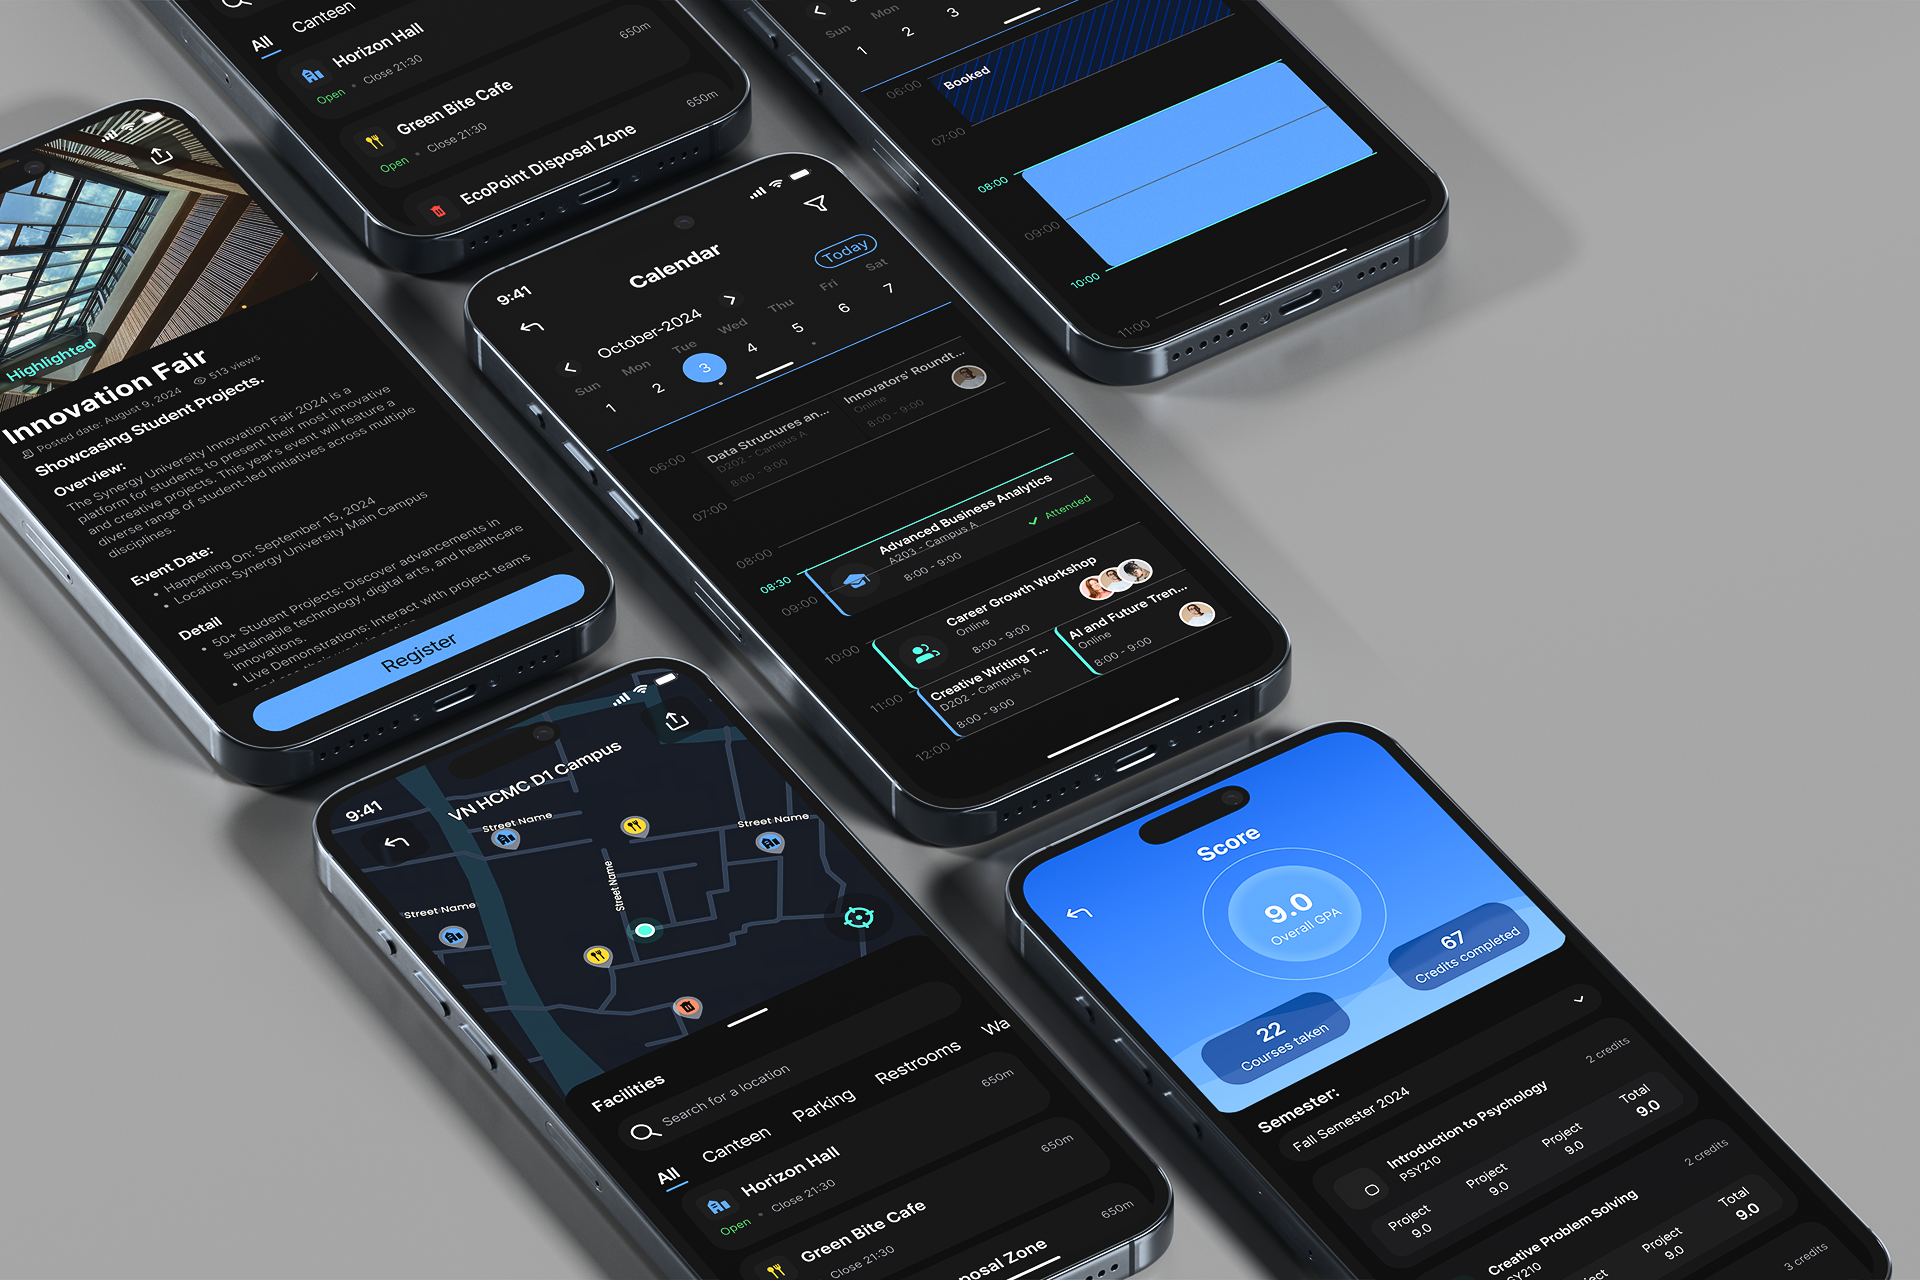 Canteen
All
Horizon Hall
650m
Open • Close 21:30
Green Bite Cafe
650m
Open • Close 21:30
EcoPoint Disposal Zone
Sun Mon
1 2 3
06:00
Booked
07:00
08:00
09:00
10:00
11:00
Highlighted
Innovation Fair
Posted date: August 9, 2024 513 views
Showcasing Student Projects.
Overview:
The Synergy University Innovation Fair 2024 is a
platform for students to present their most innovative
and creative projects. This year's event will feature a
diverse range of student-led initiatives across multiple
disciplines.
Event Date:
• Happening On: September 15, 2024
• Location: Synergy University Main Campus
Detail
• 50+ Student Projects: Discover advancements in
sustainable technology, digital arts, and healthcare
innovations.
• Live Demonstrations: Interact with project teams
Register
9:41
Calendar
October-2024
Today
Sun Mon Tue Wed Thu Fri Sat
1 2 3 4 5 6 7
06:00
Data Structures an...
D202 - Campus A
8:00 - 9:00
Innovators' Roundt...
Online
8:00 - 9:00
07:00
08:00
08:30
Advanced Business Analytics
A203 - Campus A
8:00 - 9:00
Attended
09:00
10:00
Career Growth Workshop
Online
8:00 - 9:00
11:00
Creative Writing T...
D202 - Campus A
8:00 - 9:00
AI and Future Tren...
Online
8:00 - 9:00
12:00
9:41
VN HCMC D1 Campus
Street Name
Street Name
Street Name
Street Name
Facilities
Search for a location
All Canteen Parking Restrooms Wa
Horizon Hall
650m
Open • Close 21:30
Green Bite Cafe
650m
Close 21:30
posal Zone
650m
Score
9.0
Overall GPA
22
Courses taken
67
Credits completed
Semester:
Fall Semester 2024
Introduction to Psychology
2 credits
PSY210
Project Project Project Total
9.0 9.0 9.0 9.0
Creative Problem Solving
2 credits
PSY210
Project Total
9.0 9.0
3 credits